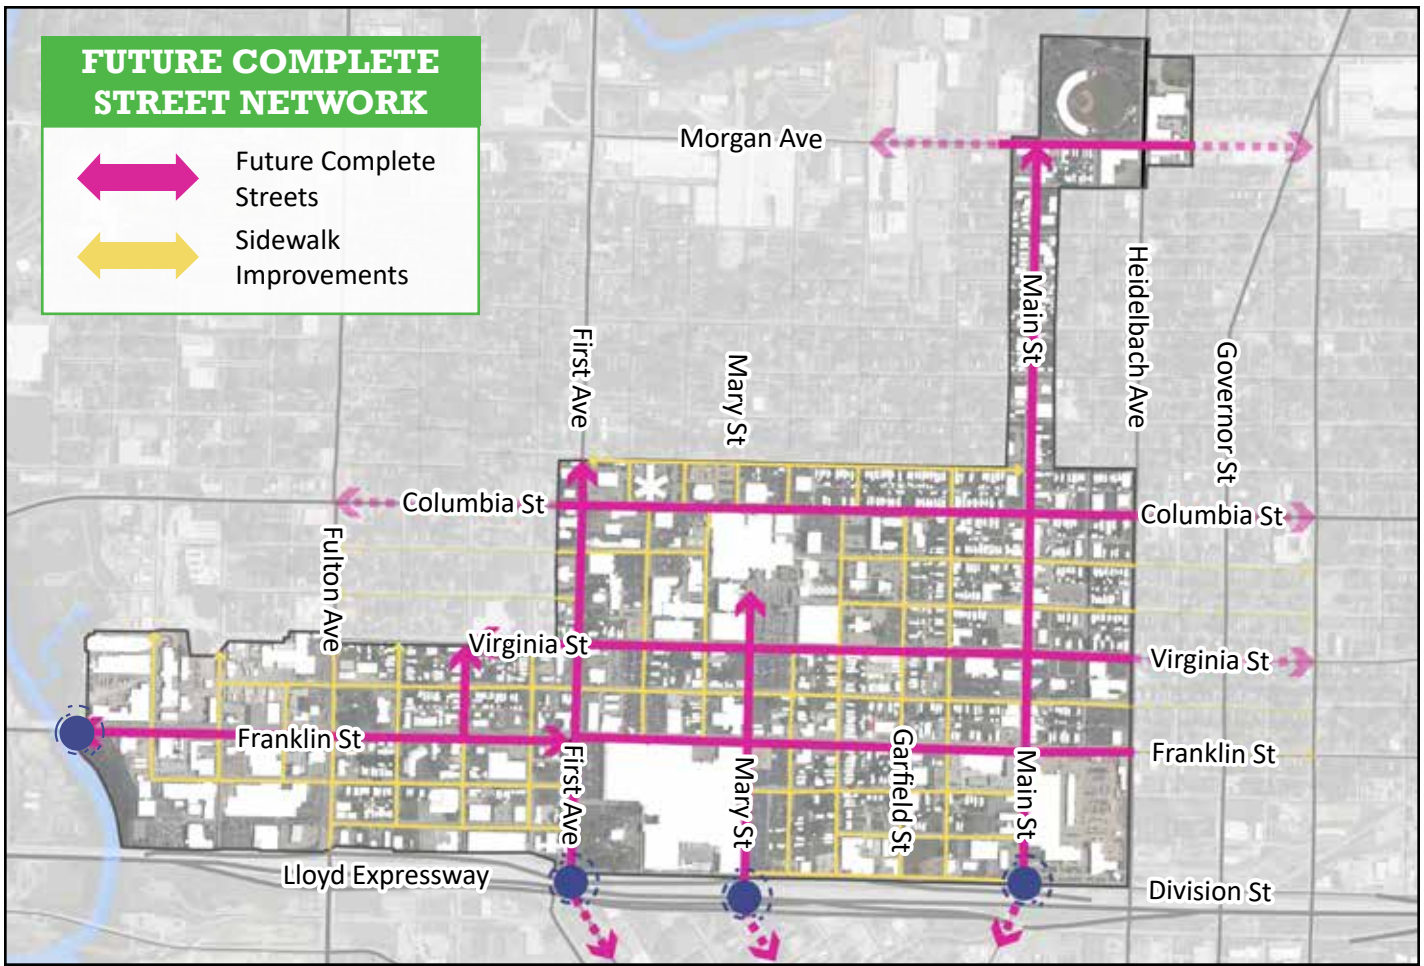 FUTURE COMPLETE
STREET NETWORK
Future Complete
Streets
Sidewalk
Improvements
Morgan Ave
Main St
Heidelbach Ave
First Ave
Mary St
Governor St
Columbia St
Columbia St
Fulton Ave
Virginia St
Virginia St
Franklin St
First Ave
Mary St
Garfield St
Main St
Franklin St
Lloyd Expressway
Division St